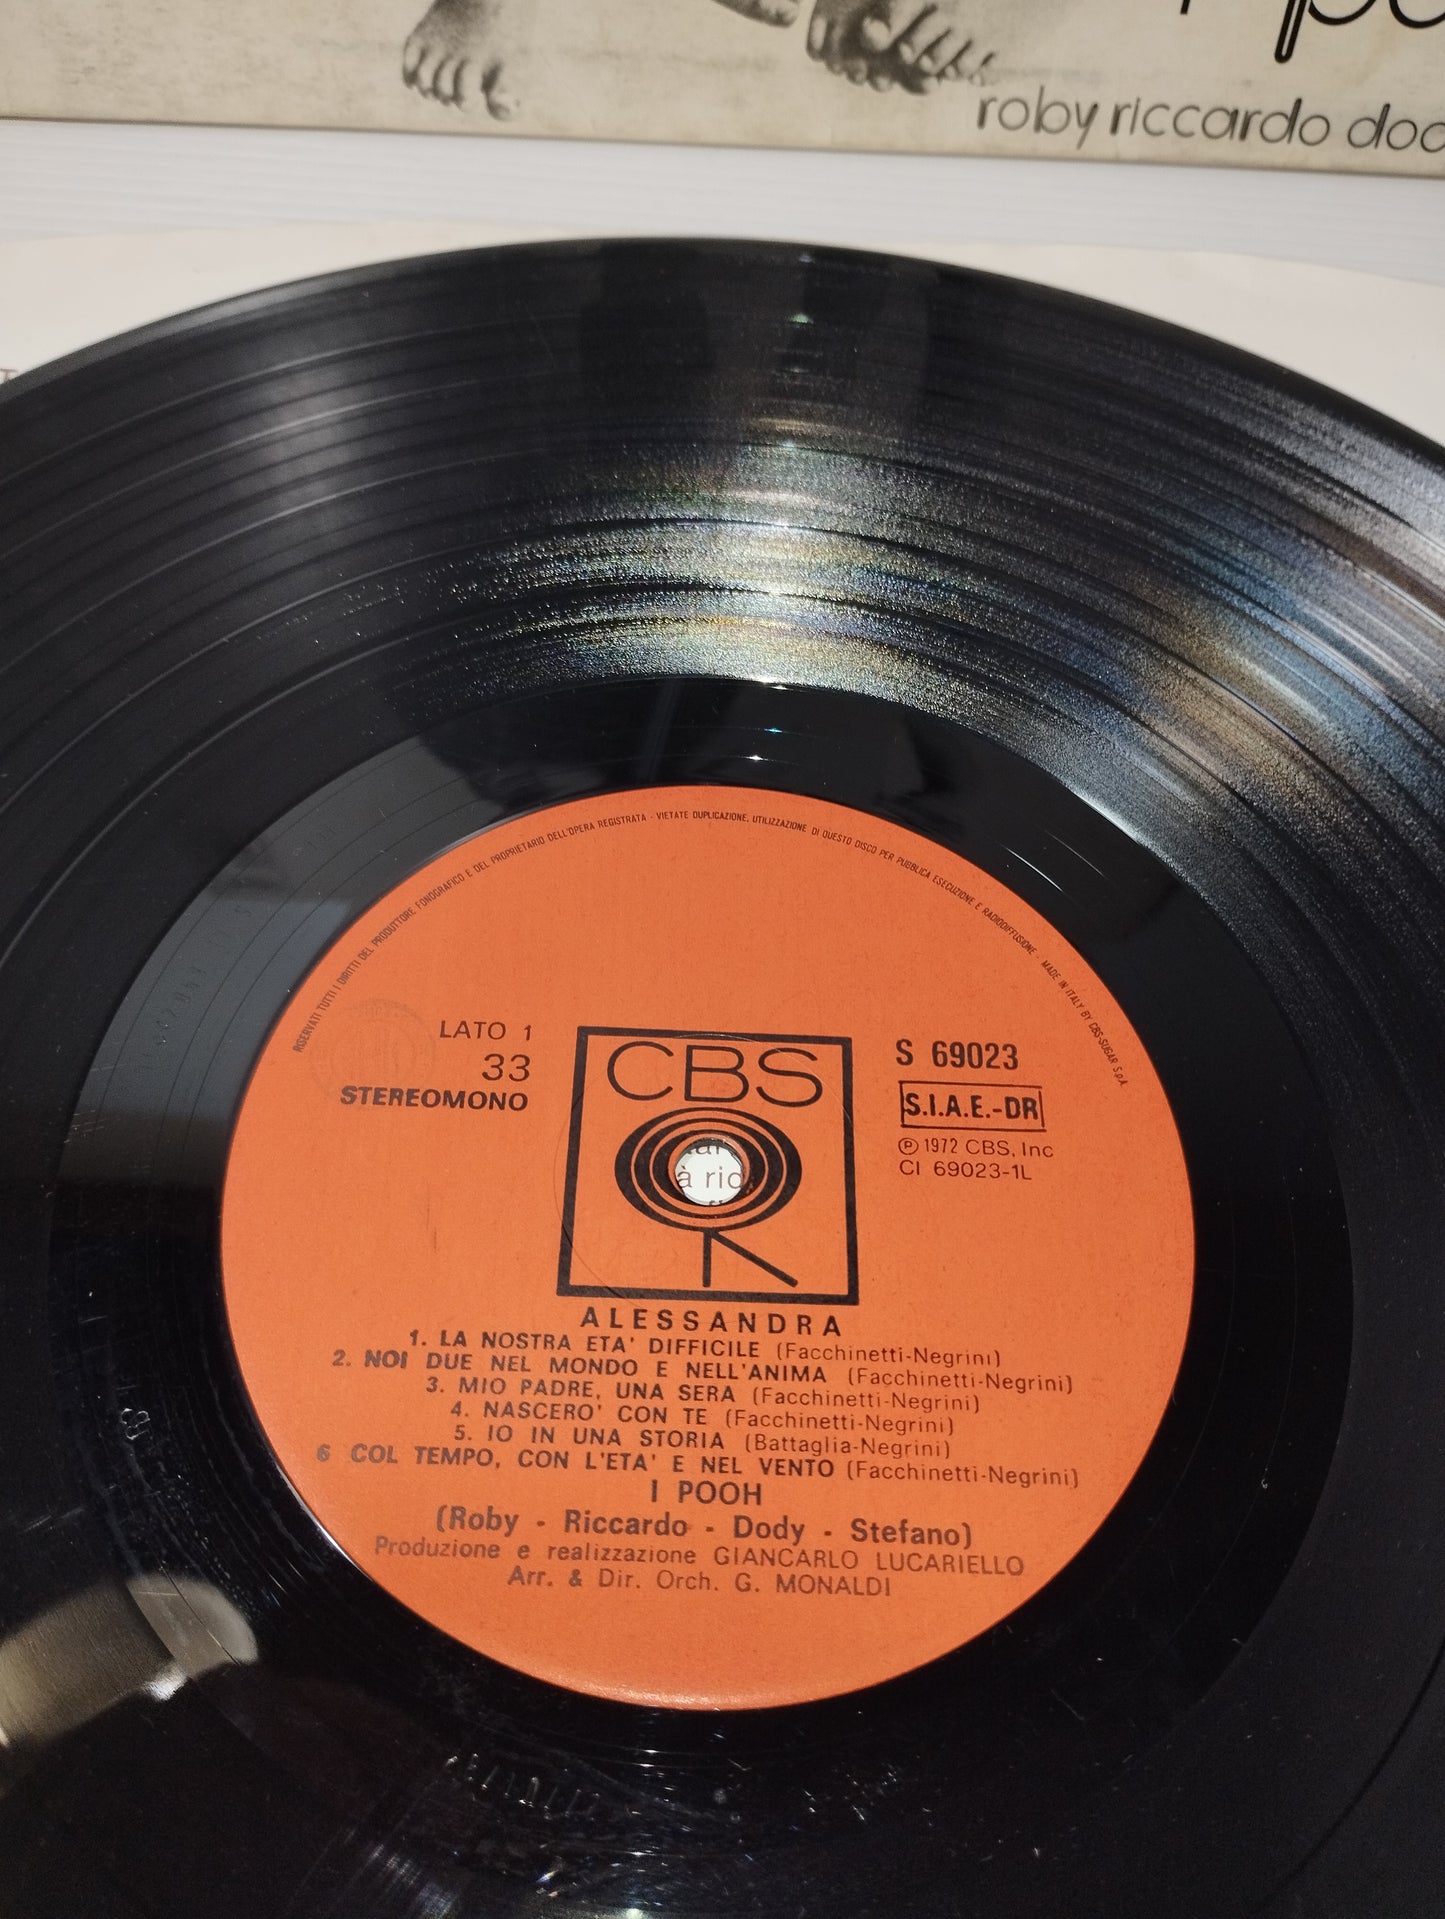 roby riccardo dod
RISERVATI TUTTI I DIRITTI DEL PRODUTTORE FONOGRAFICO E DEL PROPRIETARIO DELL'OPERA REGISTRATA - VIETATE DUPLICAZIONE, UTILIZZAZIONE DI QUESTO DISCO PER PUBBLICA ESECUZIONE E RADIODIFFUSIONE - MADE IN ITALY BY CBS-SUGAR S.p.A.
LATO 1
33
STEREOMONO
CBS
S 69023
S.I.A.E.-DR
℗ 1972 CBS, Inc
CI 69023-1L
à rid
ALESSANDRA
1. LA NOSTRA ETA' DIFFICILE (Facchinetti-Negrini)
2. NOI DUE NEL MONDO E NELL'ANIMA (Facchinetti-Negrini)
3. MIO PADRE, UNA SERA (Facchinetti-Negrini)
4. NASCERO' CON TE (Facchinetti-Negrini)
5. IO IN UNA STORIA (Battaglia-Negrini)
6 COL TEMPO, CON L'ETA' E NEL VENTO (Facchinetti-Negrini)
I POOH
(Roby - Riccardo - Dody - Stefano)
Produzione e realizzazione GIANCARLO LUCARIELLO
Arr. & Dir. Orch. G. MONALDI